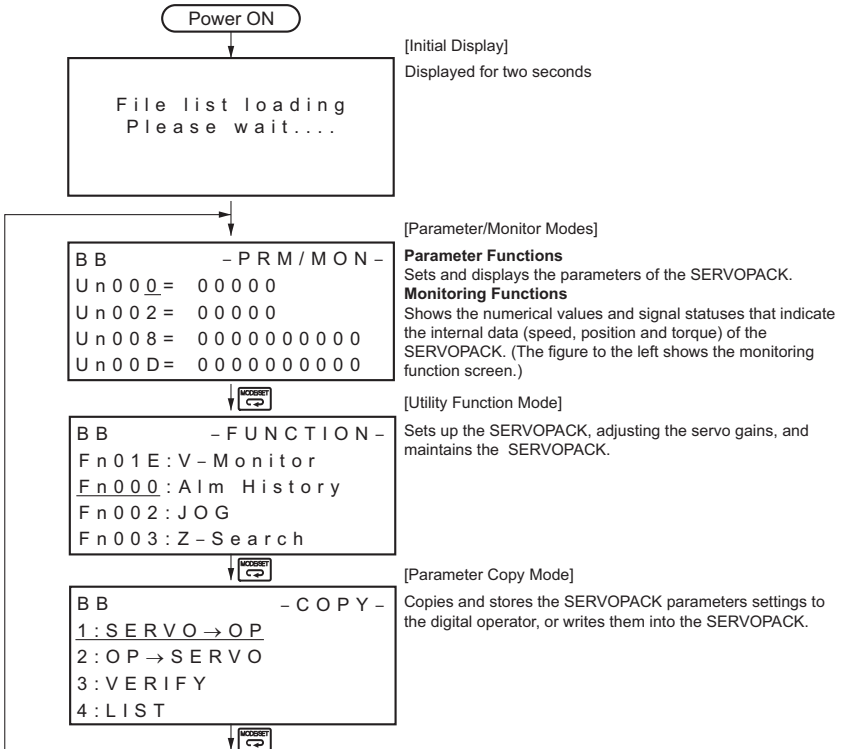 Power ON
[Initial Display]
Displayed for two seconds
File list loading
Please wait....
[Parameter/Monitor Modes]
BB -PRM/MON-
Un000= 00000
Un002= 00000
Un008= 0000000000
Un00D= 0000000000
Parameter Functions
Sets and displays the parameters of the SERVOPACK.
Monitoring Functions
Shows the numerical values and signal statuses that indicate
the internal data (speed, position and torque) of the
SERVOPACK. (The figure to the left shows the monitoring
function screen.)
MODE/SET
[Utility Function Mode]
BB -FUNCTION-
Fn01E:V-Monitor
Fn000:Alm History
Fn002:JOG
Fn003:Z-Search
Sets up the SERVOPACK, adjusting the servo gains, and
maintains the SERVOPACK.
MODE/SET
[Parameter Copy Mode]
BB -COPY-
1:SERVO→OP
2:OP→SERVO
3:VERIFY
4:LIST
Copies and stores the SERVOPACK parameters settings to
the digital operator, or writes them into the SERVOPACK.
MODE/SET